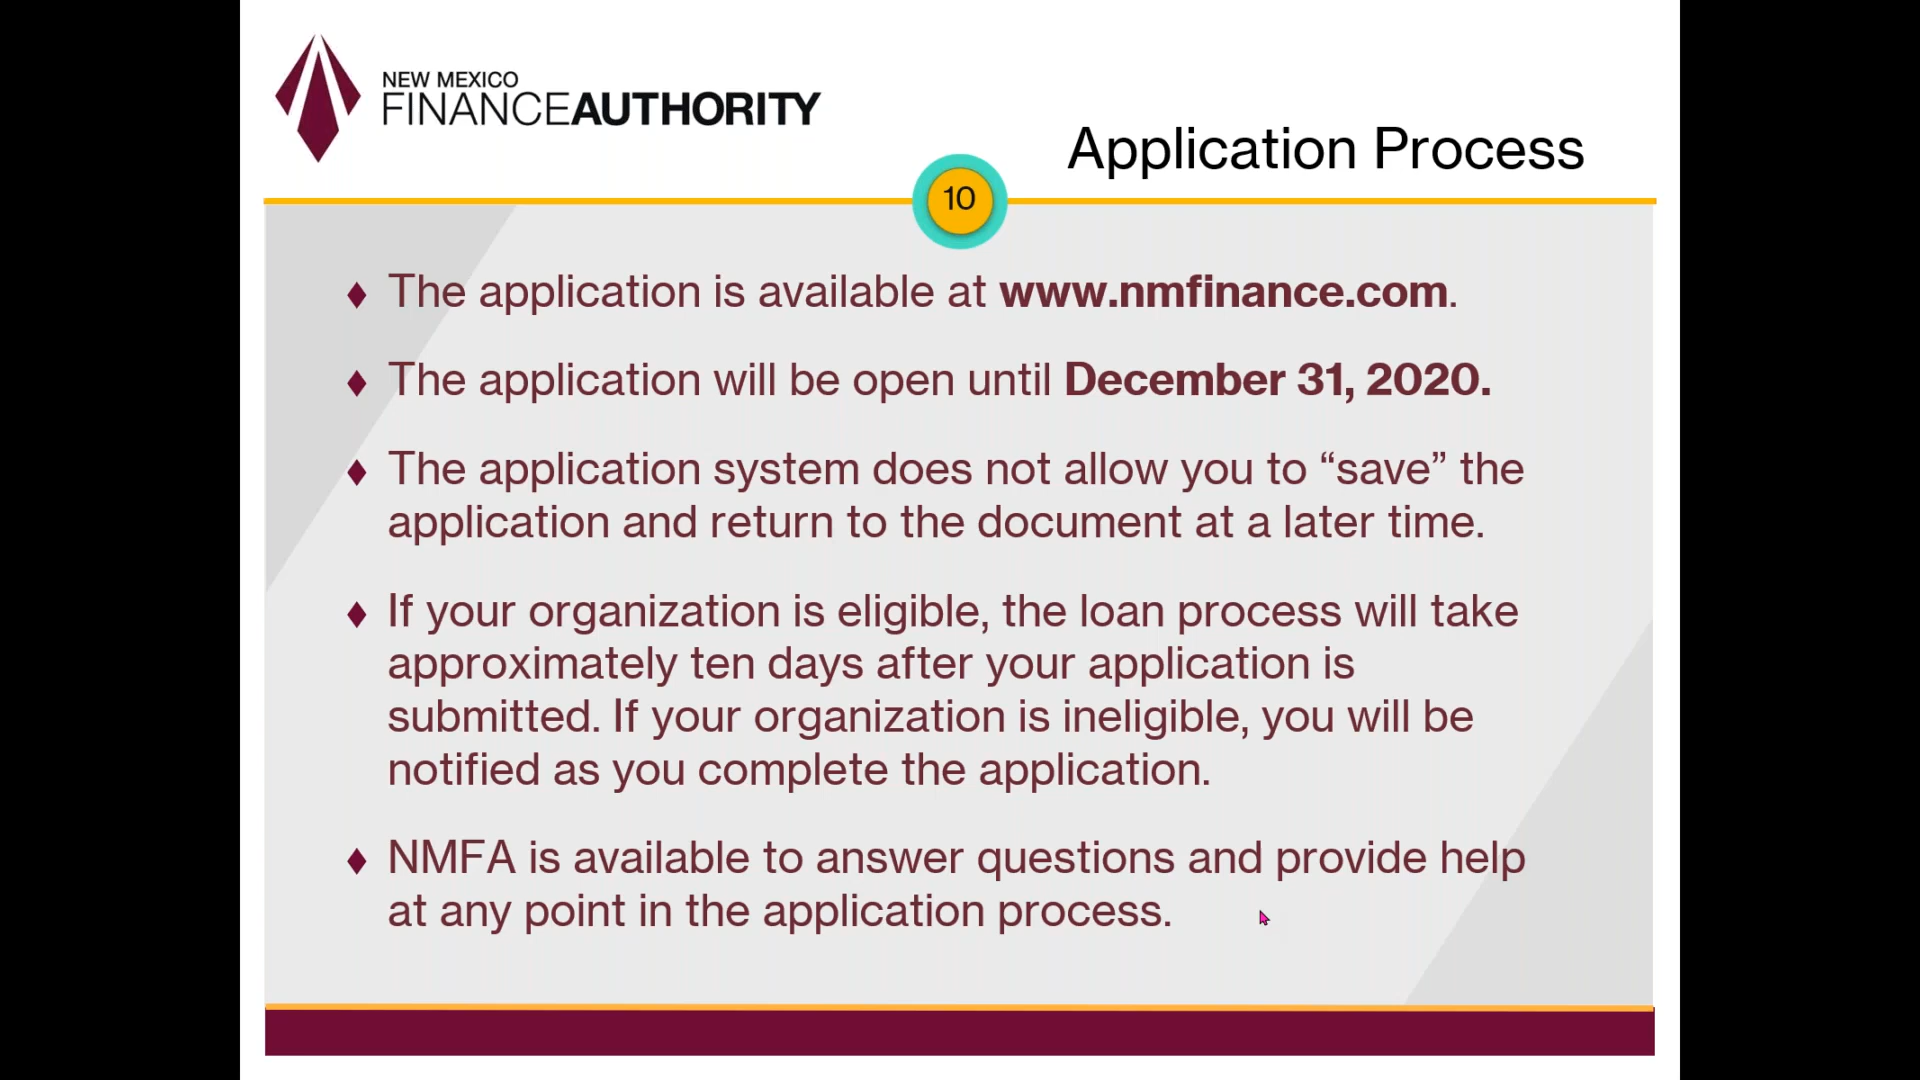 NEW MEXICO
FINANCEAUTHORITY
Application Process
10
The application is available at www.nmfinance.com.
The application will be open until December 31, 2020.
The application system does not allow you to “save” the
application and return to the document at a later time.
If your organization is eligible, the loan process will take
approximately ten days after your application is
submitted. If your organization is ineligible, you will be
notified as you complete the application.
NMFA is available to answer questions and provide help
at any point in the application process.